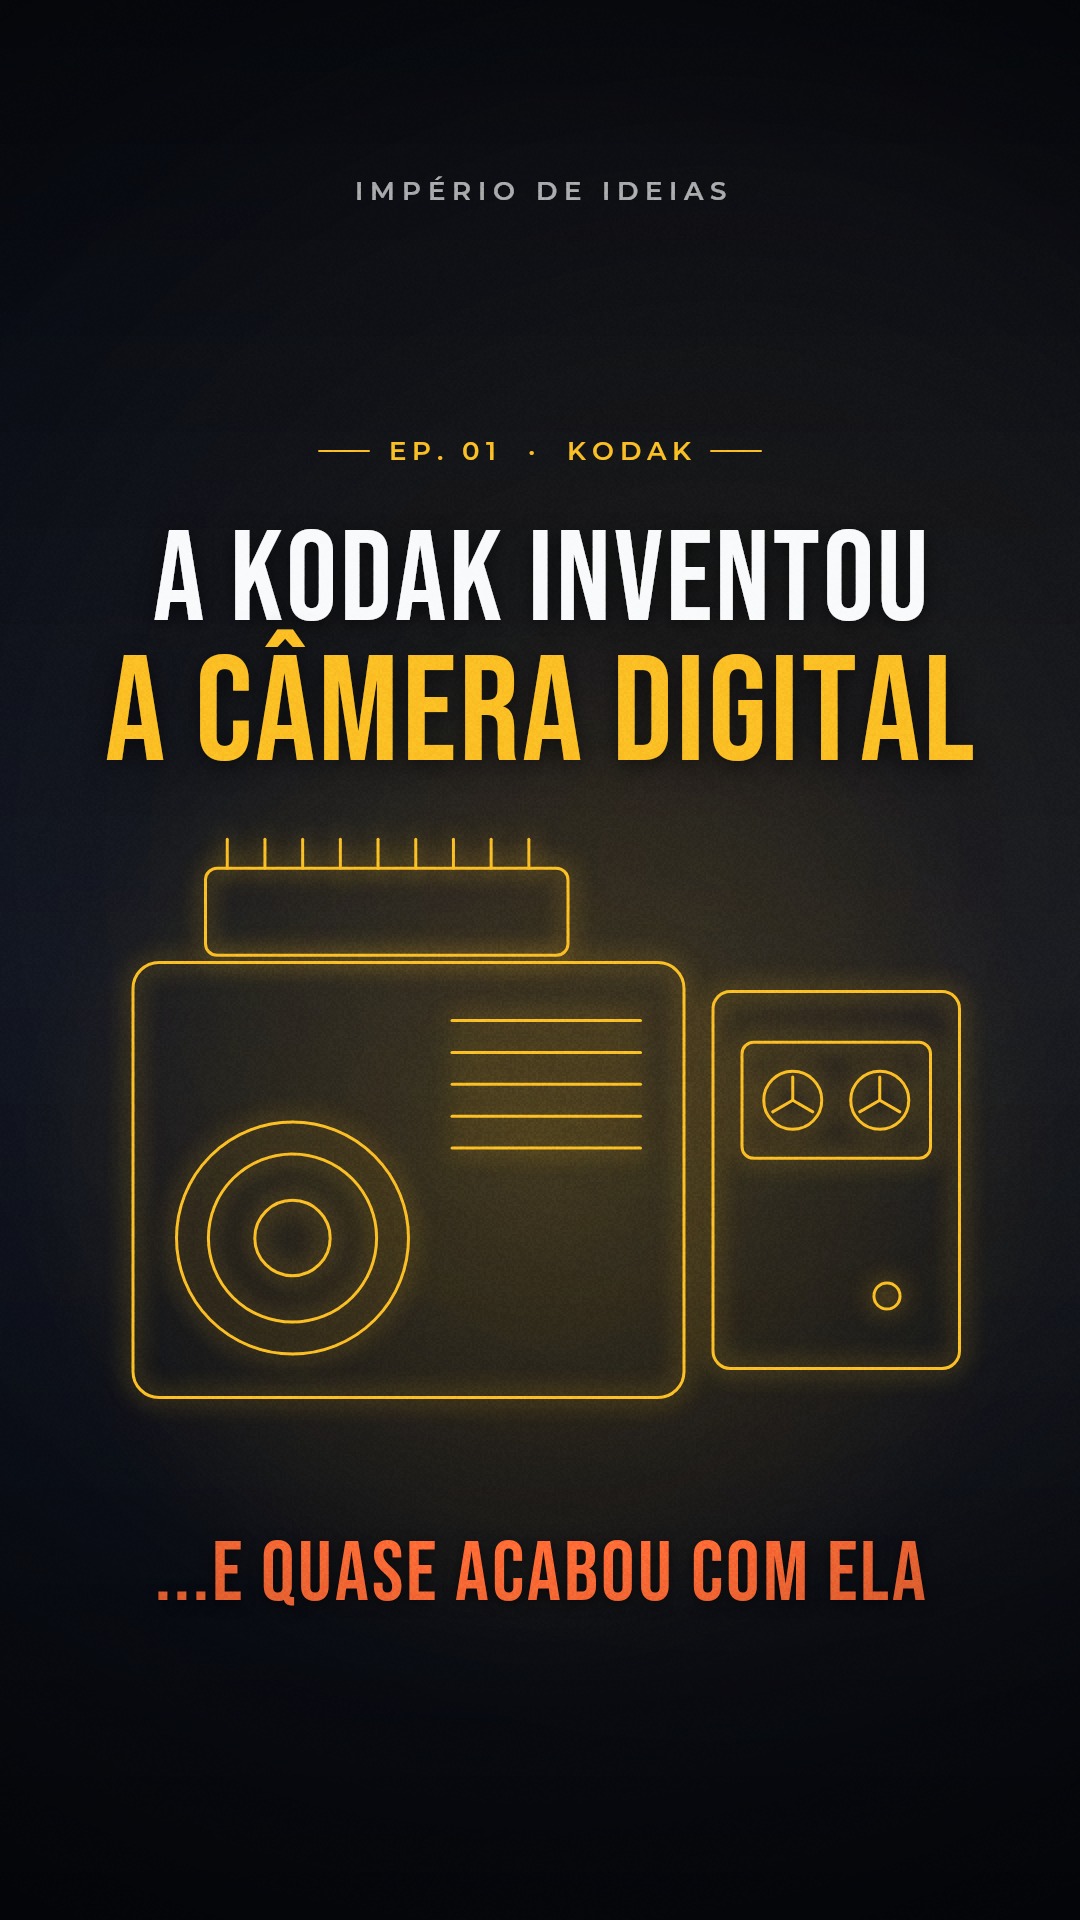 IMPÉRIO DE IDEIAS
EP. 01 · KODAK
A KODAK INVENTOU
A CÂMERA DIGITAL
...E QUASE ACABOU COM ELA